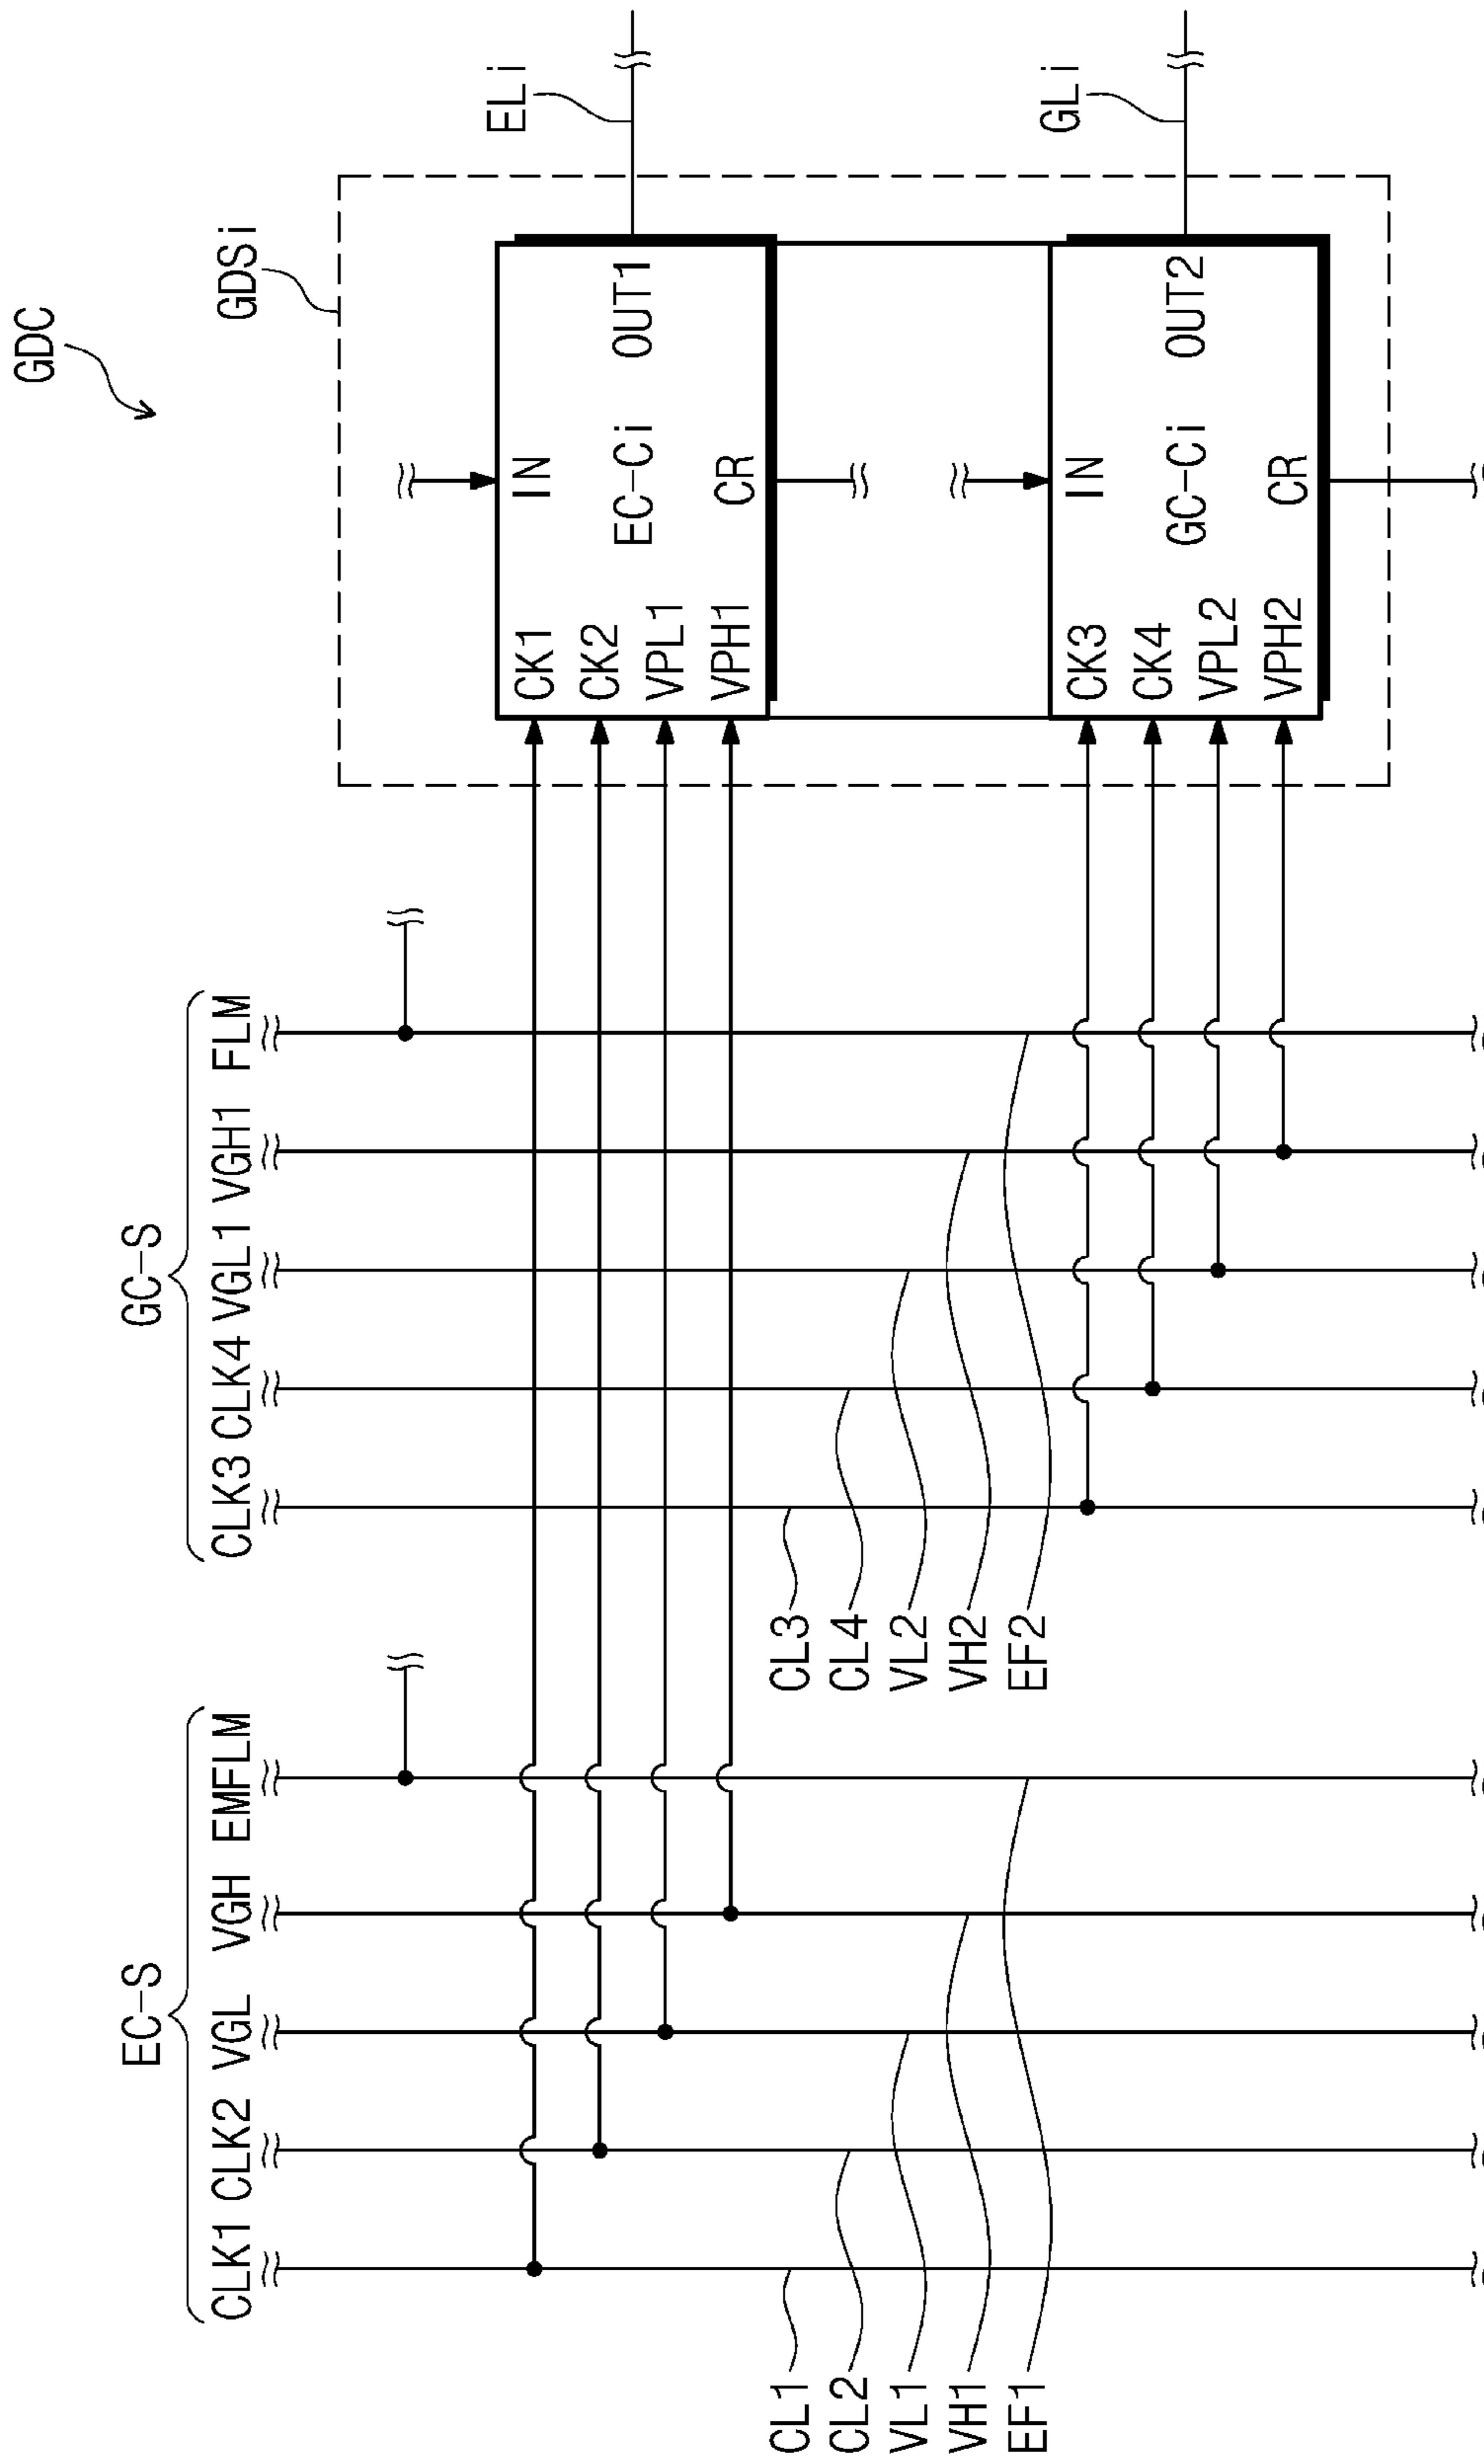 GDC
EC-S
GC-S
GDSi
CLK1 CLK2 VGL VGH EMFLM
CLK3 CLK4 VGL1 VGH1 FLM
ELi
IN
CK1
CK2
VPL1
VPH1
EC-Ci
OUT1
CR
CL1
CL2
VL1
VH1
EF1
CL3
CL4
VL2
VH2
EF2
GLi
IN
CK3
CK4
VPL2
VPH2
GC-Ci
OUT2
CR